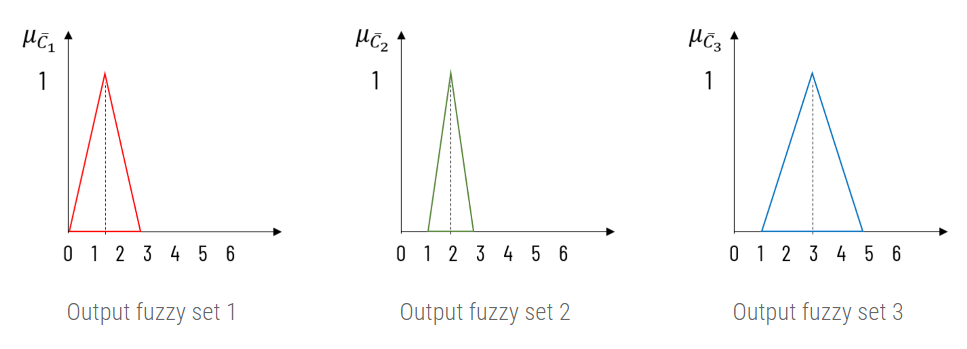 μC̄₁ μC̄₂ μC̄₃
1 1 1
0 1 2 3 4 5 6 0 1 2 3 4 5 6 0 1 2 3 4 5 6
Output fuzzy set 1 Output fuzzy set 2 Output fuzzy set 3